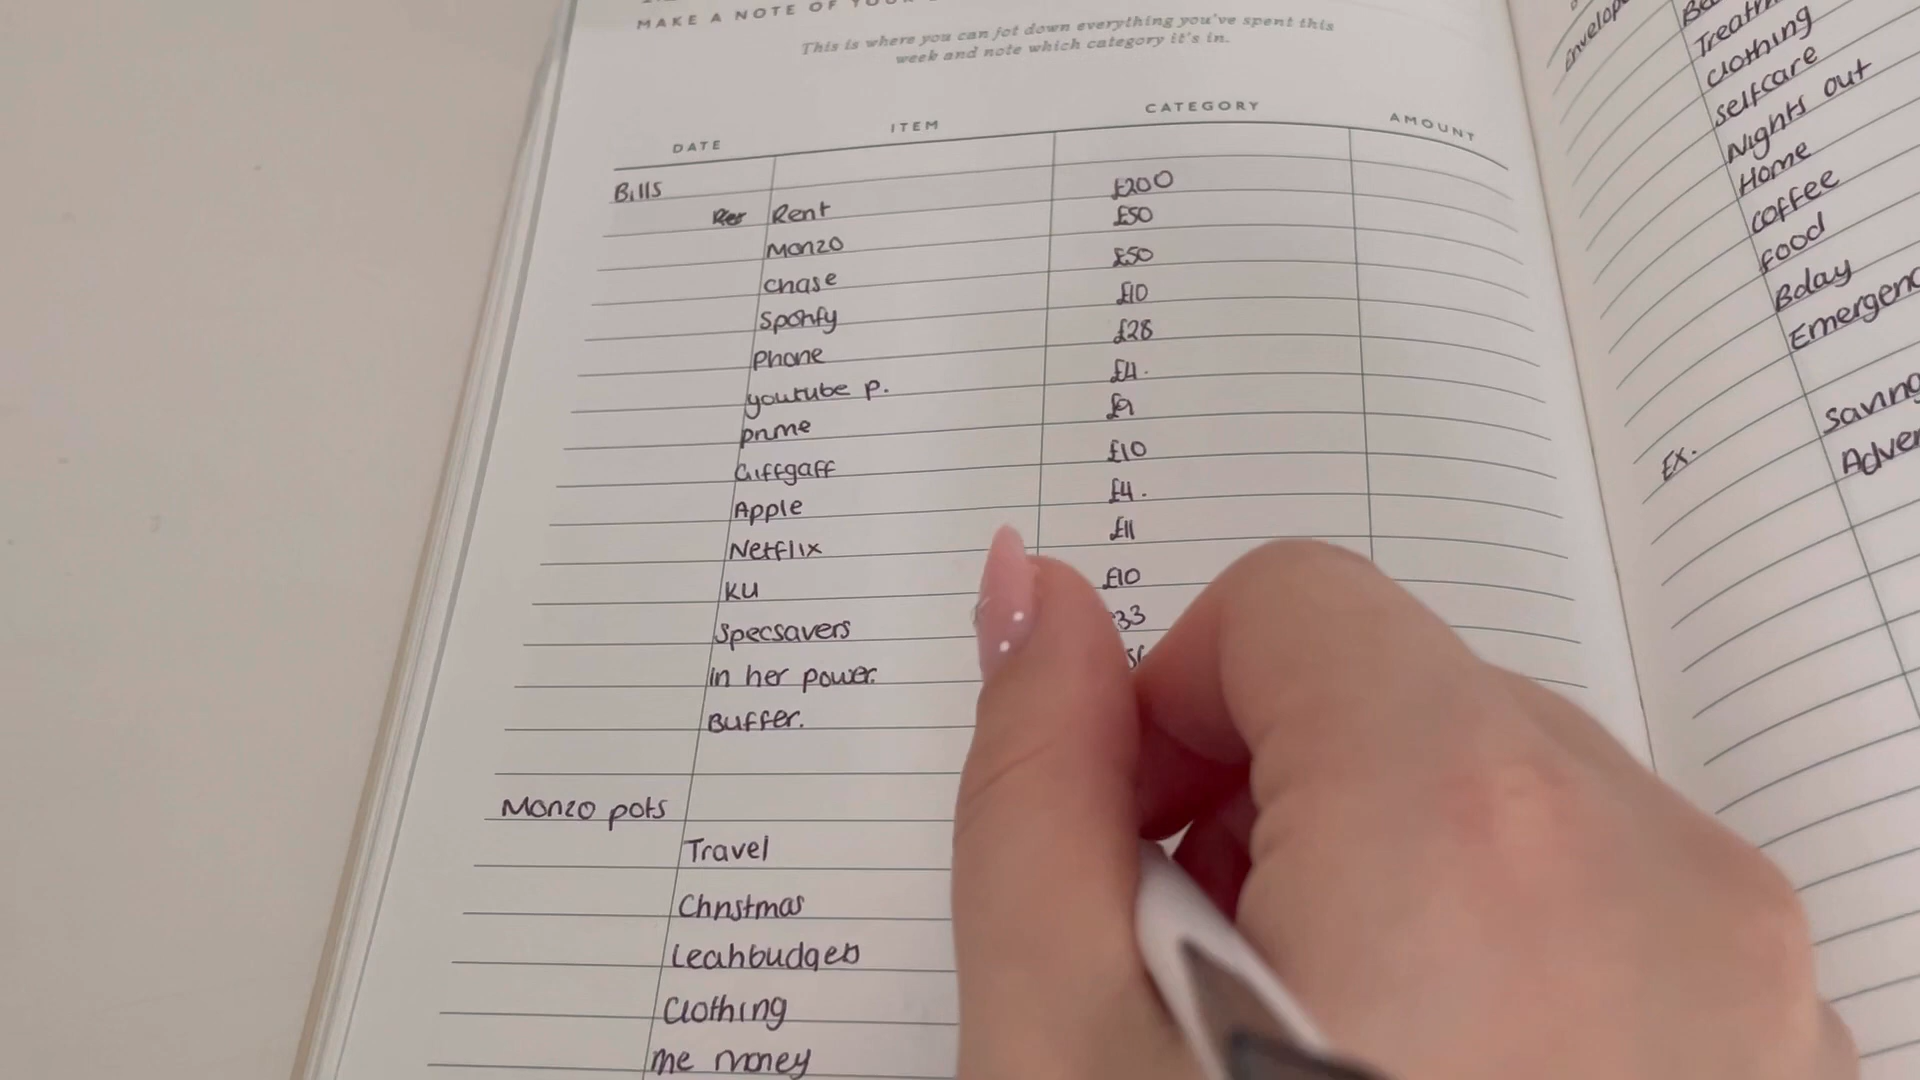 MAKE A NOTE OF
This is where you can jot down everything you've spent this
week and note which category it's in.
DATE ITEM CATEGORY AMOUNT
Bills
Rent £200
Monzo £50
Chase £50
Spotify £10
Phone £28
youtube p. £4.
prime £9
Giffgaff £10
Apple £4.
Netflix £11
KU £10
Specsavers 33
in her power.
Buffer.
Monzo pots
Travel
Christmas
Leahbudgets
Clothing
me money
Clothing
selfcare
Nights out
Home
coffee
food
Bday
EX.